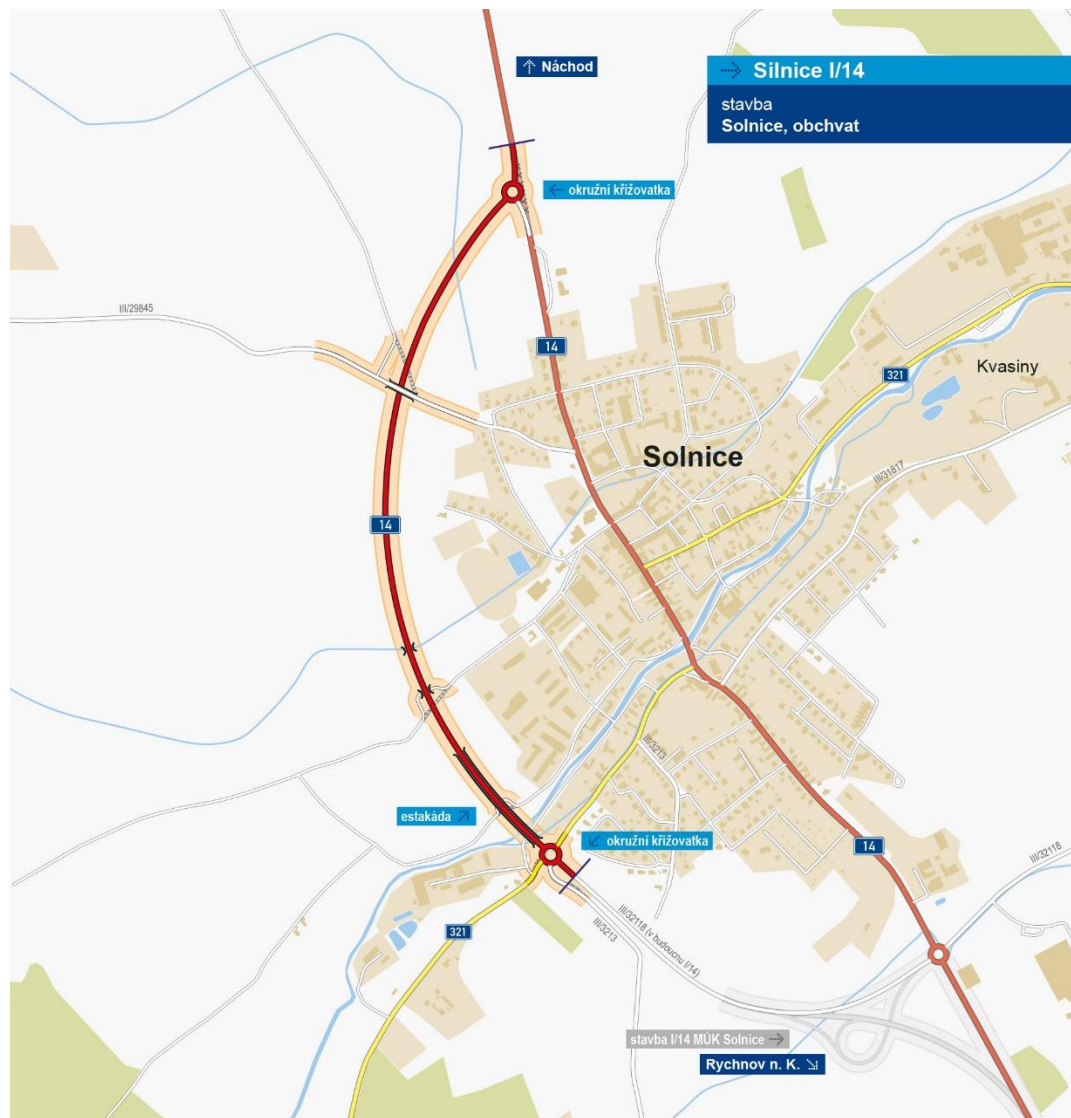 Náchod
Silnice I/14
stavba
Solnice, obchvat
okružní křižovatka
III/29845
14
321
Kvasiny
Solnice
III/31817
14
III/3213
estakáda
okružní křižovatka
14
III/32118
321
III/3213
III/32118 (v budoucnu I/14)
stavba I/14 MÚK Solnice
Rychnov n. K.